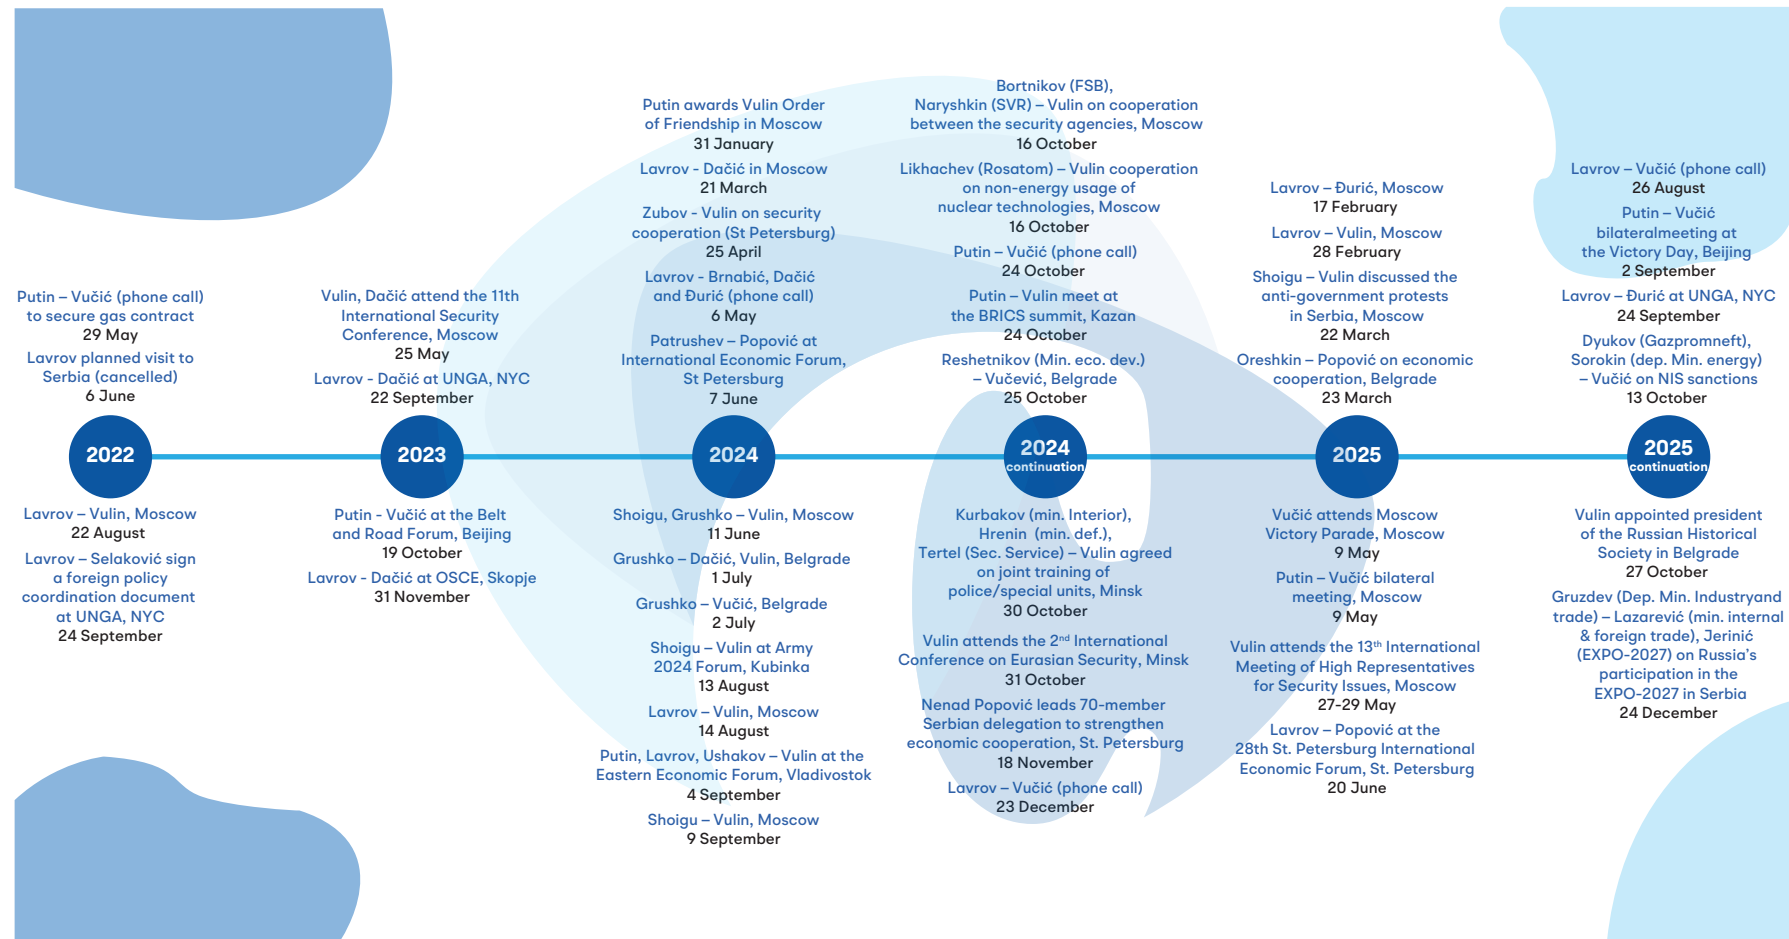 Putin – Vučić (phone call)
to secure gas contract
29 May
Lavrov planned visit to
Serbia (cancelled)
6 June
2022
Lavrov – Vulin, Moscow
22 August
Lavrov – Selaković sign
a foreign policy
coordination document
at UNGA, NYC
24 September
Vulin, Dačić attend the 11th
International Security
Conference, Moscow
25 May
Lavrov - Dačić at UNGA, NYC
22 September
2023
Putin - Vučić at the Belt
and Road Forum, Beijing
19 October
Lavrov - Dačić at OSCE, Skopje
31 November
Putin awards Vulin Order
of Friendship in Moscow
31 January
Lavrov - Dačić in Moscow
21 March
Zubov - Vulin on security
cooperation (St Petersburg)
25 April
Lavrov - Brnabić, Dačić
and Đurić (phone call)
6 May
Patrushev – Popović at
International Economic Forum,
St Petersburg
7 June
2024
Shoigu, Grushko – Vulin, Moscow
11 June
Grushko – Dačić, Vulin, Belgrade
1 July
Grushko – Vučić, Belgrade
2 July
Shoigu – Vulin at Army
2024 Forum, Kubinka
13 August
Lavrov – Vulin, Moscow
14 August
Putin, Lavrov, Ushakov – Vulin at the
Eastern Economic Forum, Vladivostok
4 September
Shoigu – Vulin, Moscow
9 September
Bortnikov (FSB),
Naryshkin (SVR) – Vulin on cooperation
between the security agencies, Moscow
16 October
Likhachev (Rosatom) – Vulin cooperation
on non-energy usage of
nuclear technologies, Moscow
16 October
Putin – Vučić (phone call)
24 October
Putin – Vulin meet at
the BRICS summit, Kazan
24 October
Reshetnikov (Min. eco. dev.)
– Vučević, Belgrade
25 October
2024
continuation
Kurbakov (min. Interior),
Hrenin (min. def.),
Tertel (Sec. Service) – Vulin agreed
on joint training of
police/special units, Minsk
30 October
Vulin attends the 2nd International
Conference on Eurasian Security, Minsk
31 October
Nenad Popović leads 70-member
Serbian delegation to strengthen
economic cooperation, St. Petersburg
18 November
Lavrov – Vučić (phone call)
23 December
Lavrov – Đurić, Moscow
17 February
Lavrov – Vulin, Moscow
28 February
Shoigu – Vulin discussed the
anti-government protests
in Serbia, Moscow
22 March
Oreshkin – Popović on economic
cooperation, Belgrade
23 March
2025
Vučić attends Moscow
Victory Parade, Moscow
9 May
Putin – Vučić bilateral
meeting, Moscow
9 May
Vulin attends the 13th International
Meeting of High Representatives
for Security Issues, Moscow
27-29 May
Lavrov – Popović at the
28th St. Petersburg International
Economic Forum, St. Petersburg
20 June
Lavrov – Vučić (phone call)
26 August
Putin – Vučić
bilateralmeeting at
the Victory Day, Beijing
2 September
Lavrov – Đurić at UNGA, NYC
24 September
Dyukov (Gazpromneft),
Sorokin (dep. Min. energy)
– Vučić on NIS sanctions
13 October
2025
continuation
Vulin appointed president
of the Russian Historical
Society in Belgrade
27 October
Gruzdev (Dep. Min. Industryand
trade) – Lazarević (min. internal
& foreign trade), Jerinić
(EXPO-2027) on Russia’s
participation in the
EXPO-2027 in Serbia
24 December